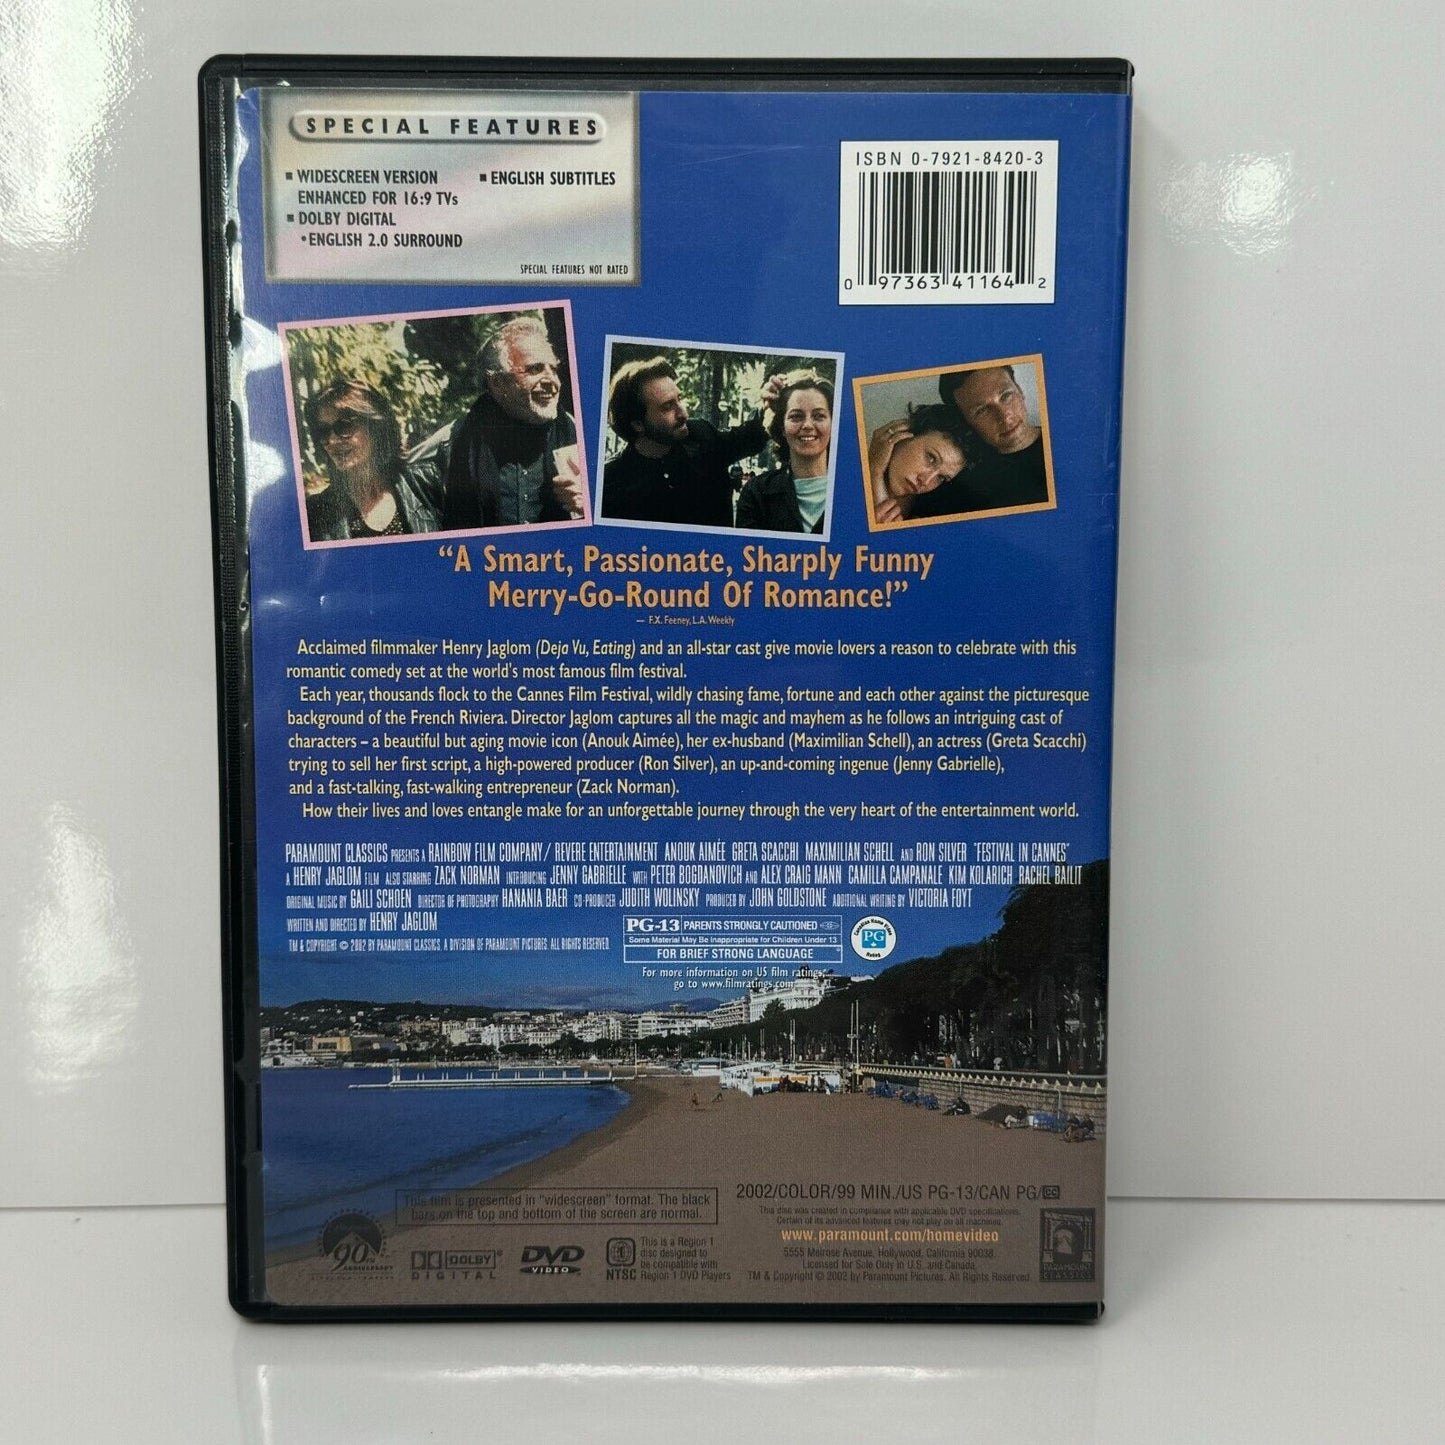 SPECIAL FEATURES
▪ WIDESCREEN VERSION
ENHANCED FOR 16:9 TVs
▪ DOLBY DIGITAL
•ENGLISH 2.0 SURROUND
▪ ENGLISH SUBTITLES
SPECIAL FEATURES NOT RATED
ISBN 0-7921-8420-3
0 97363 41164 2
“A Smart, Passionate, Sharply Funny
Merry-Go-Round Of Romance!”
— F.X. Feeney, L.A. Weekly
Acclaimed filmmaker Henry Jaglom (Deja Vu, Eating) and an all-star cast give movie lovers a reason to celebrate with this
romantic comedy set at the world's most famous film festival.
Each year, thousands flock to the Cannes Film Festival, wildly chasing fame, fortune and each other against the picturesque
background of the French Riviera. Director Jaglom captures all the magic and mayhem as he follows an intriguing cast of
characters – a beautiful but aging movie icon (Anouk Aimée), her ex-husband (Maximilian Schell), an actress (Greta Scacchi)
trying to sell her first script, a high-powered producer (Ron Silver), an up-and-coming ingenue (Jenny Gabrielle),
and a fast-talking, fast-walking entrepreneur (Zack Norman).
How their lives and loves entangle make for an unforgettable journey through the very heart of the entertainment world.
PARAMOUNT CLASSICS PRESENTS A RAINBOW FILM COMPANY/ REVERE ENTERTAINMENT ANOUK AIMÉE GRETA SCACCHI MAXIMILIAN SCHELL AND RON SILVER "FESTIVAL IN CANNES"
A HENRY JAGLOM FILM ALSO STARRING ZACK NORMAN INTRODUCING JENNY GABRIELLE WITH PETER BOGDANOVICH AND ALEX CRAIG MANN CAMILLA CAMPANALE KIM KOLARICH RACHEL BAILIT
ORIGINAL MUSIC BY GAILI SCHOEN DIRECTOR OF PHOTOGRAPHY HANANIA BAER CO-PRODUCER JUDITH WOLINSKY PRODUCED BY JOHN GOLDSTONE ADDITIONAL WRITING BY VICTORIA FOYT
WRITTEN AND DIRECTED BY HENRY JAGLOM
TM & COPYRIGHT © 2002 BY PARAMOUNT CLASSICS, A DIVISION OF PARAMOUNT PICTURES. ALL RIGHTS RESERVED.
PG-13 PARENTS STRONGLY CAUTIONED
Some Material May Be Inappropriate for Children Under 13
FOR BRIEF STRONG LANGUAGE
Canadian Home Video
PG
Rated
For more information on US film ratings,
go to www.filmratings.com
This film is presented in "widescreen" format. The black
bars on the top and bottom of the screen are normal.
2002/COLOR/99 MIN./US PG-13/CAN PG/CC
This disc was created in compliance with applicable DVD specifications.
Certain of its advanced features may not play on all machines.
www.paramount.com/homevideo
5555 Melrose Avenue, Hollywood, California 90038
Licensed for Sale Only in U.S. and Canada.
TM & Copyright © 2002 by Paramount Pictures. All Rights Reserved.
90TH
ANNIVERSARY
DOLBY
DIGITAL
DVD
VIDEO
1
NTSC
This is a Region 1
disc designed to
be compatible with
Region 1 DVD Players
PARAMOUNT
CLASSICS